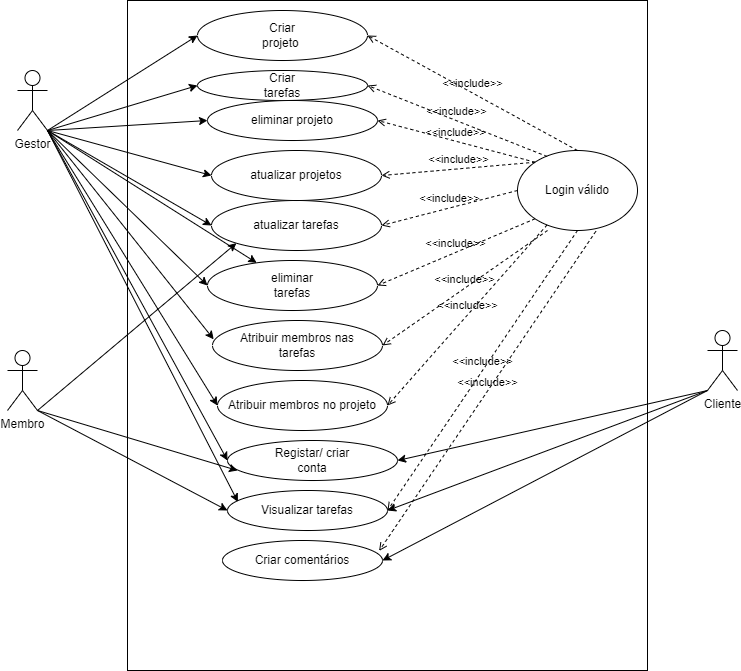 Criar
projeto
<<include>>
Criar
tarefas
<<include>>
eliminar projeto
<<include>>
Gestor
<<include>>
atualizar projetos
Login válido
<<include>>
atualizar tarefas
<<include>>
eliminar
tarefas
<<include>>
<<include>>
Atribuir membros nas
tarefas
<<include>>
<<include>>
Atribuir membros no projeto
Cliente
Membro
Registar/ criar
conta
Visualizar tarefas
Criar comentários